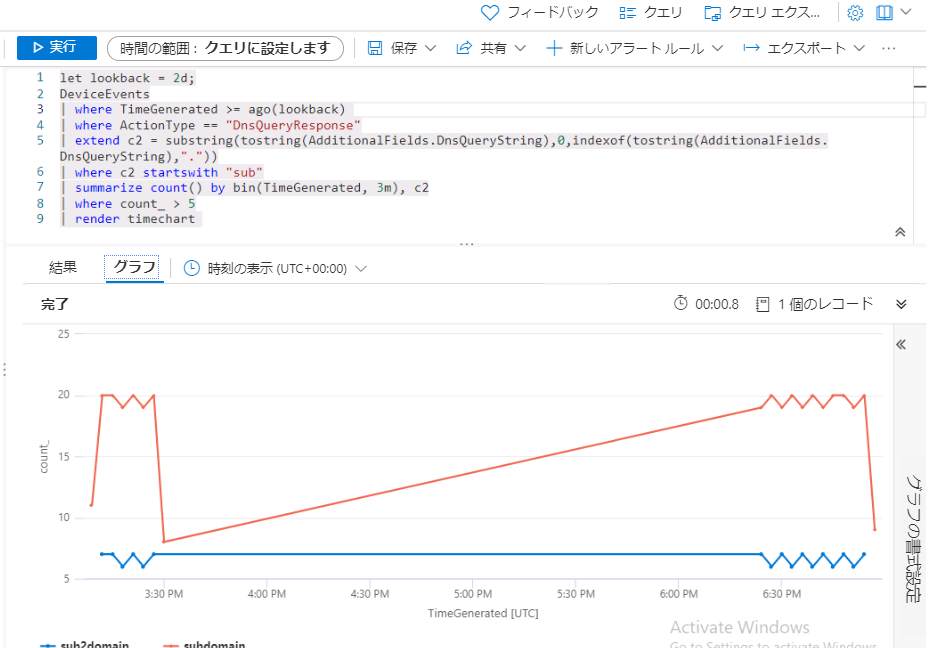 フィードバック クエリ クエリ エクス...
実行 時間の範囲 : クエリに設定します 保存 共有 新しいアラート ルール エクスポート ...
1 let lookback = 2d;
2 DeviceEvents
3 | where TimeGenerated >= ago(lookback)
4 | where ActionType == "DnsQueryResponse"
5 | extend c2 = substring(tostring(AdditionalFields.DnsQueryString),0,indexof(tostring(AdditionalFields.
DnsQueryString),"."))
6 | where c2 startswith "sub"
7 | summarize count() by bin(TimeGenerated, 3m), c2
8 | where count_ > 5
9 | render timechart
結果 グラフ 時刻の表示 (UTC+00:00)
完了 00:00.8 1 個のレコード
25
20
15
10
5
count_
3:30 PM 4:00 PM 4:30 PM 5:00 PM 5:30 PM 6:00 PM 6:30 PM
TimeGenerated [UTC]
グラフの書式設定
sub2domain subdomain
Activate Windows
Go to Settings to activate Windows.